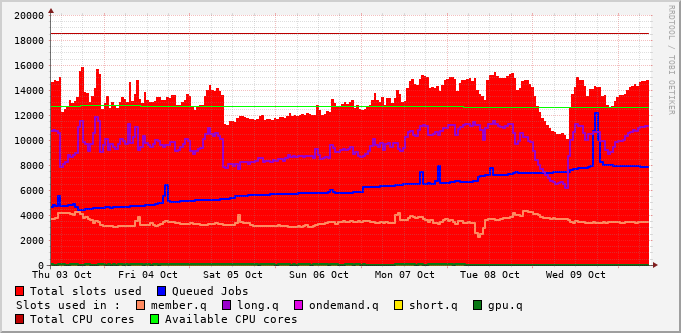 20000
18000
16000
14000
12000
10000
8000
6000
4000
2000
0
Thu 03 Oct Fri 04 Oct Sat 05 Oct Sun 06 Oct Mon 07 Oct Tue 08 Oct Wed 09 Oct
Total slots used Queued Jobs
Slots used in : member.q long.q ondemand.q short.q gpu.q
Total CPU cores Available CPU cores
RRDTOOL / TOBI OETIKER